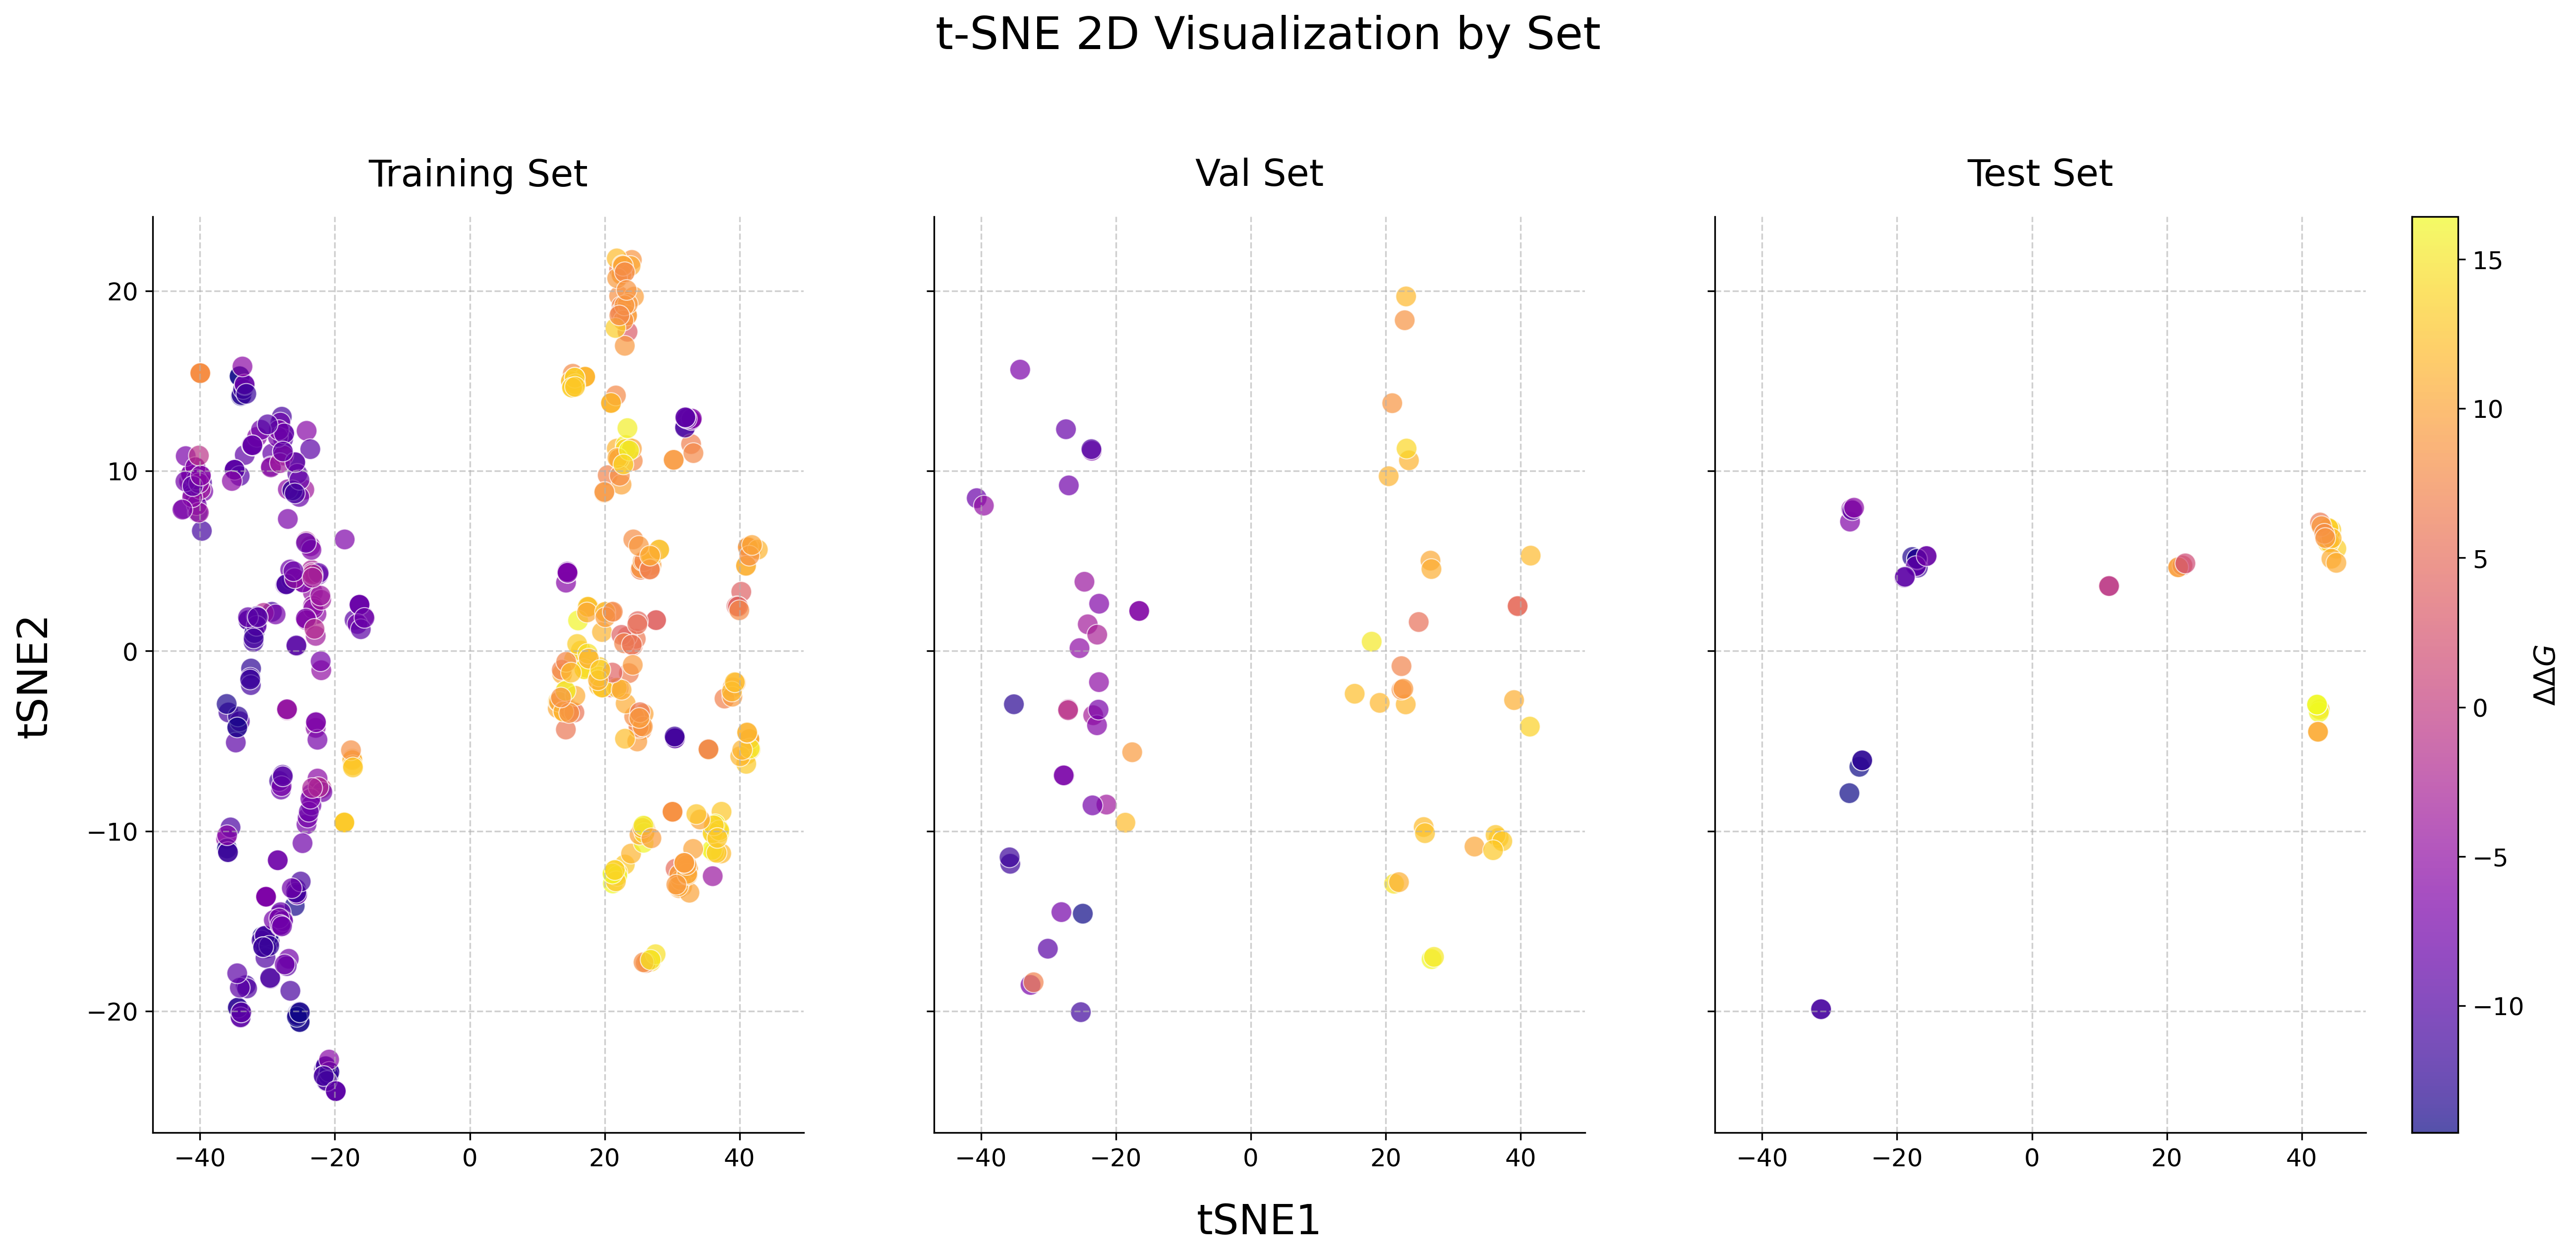 t-SNE 2D Visualization by Set
Training Set
Val Set
Test Set
tSNE2
20
10
0
−10
−20
−40 −20 0 20 40
−40 −20 0 20 40
−40 −20 0 20 40
tSNE1
15
10
5
0
−5
−10
ΔΔG